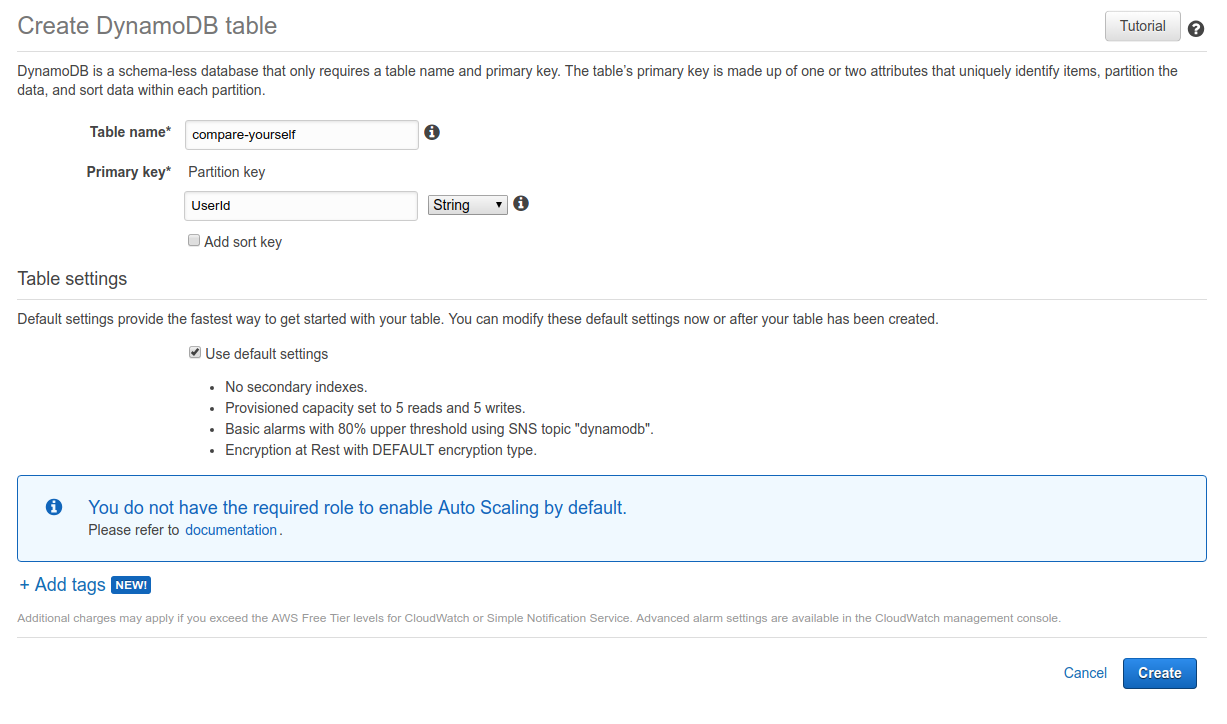 Create DynamoDB table
Tutorial
DynamoDB is a schema-less database that only requires a table name and primary key. The table's primary key is made up of one or two attributes that uniquely identify items, partition the
data, and sort data within each partition.
Table name* compare-yourself
Primary key* Partition key
UserId String
Add sort key
Table settings
Default settings provide the fastest way to get started with your table. You can modify these default settings now or after your table has been created.
Use default settings
• No secondary indexes.
• Provisioned capacity set to 5 reads and 5 writes.
• Basic alarms with 80% upper threshold using SNS topic "dynamodb".
• Encryption at Rest with DEFAULT encryption type.
You do not have the required role to enable Auto Scaling by default.
Please refer to documentation.
+ Add tags NEW!
Additional charges may apply if you exceed the AWS Free Tier levels for CloudWatch or Simple Notification Service. Advanced alarm settings are available in the CloudWatch management console.
Cancel Create